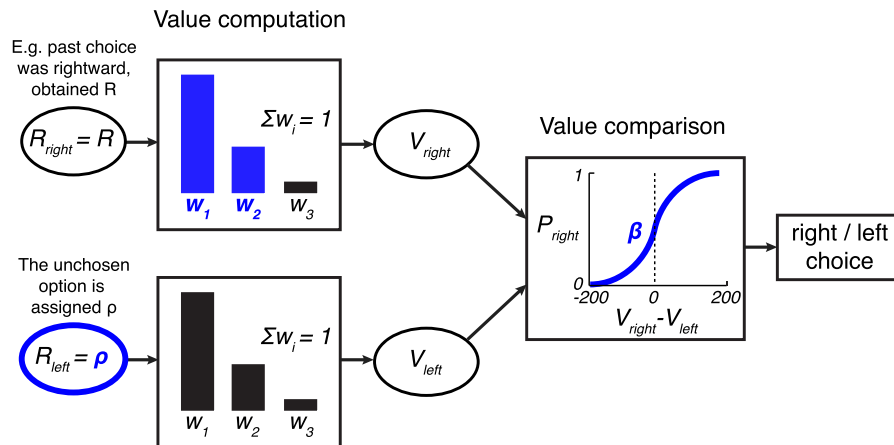 Value computation
E.g. past choice
was rightward,
obtained R
R_right = R
Σw_i = 1
w_1 w_2 w_3
V_right
The unchosen
option is
assigned ρ
R_left = ρ
Σw_i = 1
w_1 w_2 w_3
V_left
Value comparison
1
P_right
β
0
-200 0 200
V_right-V_left
right / left
choice